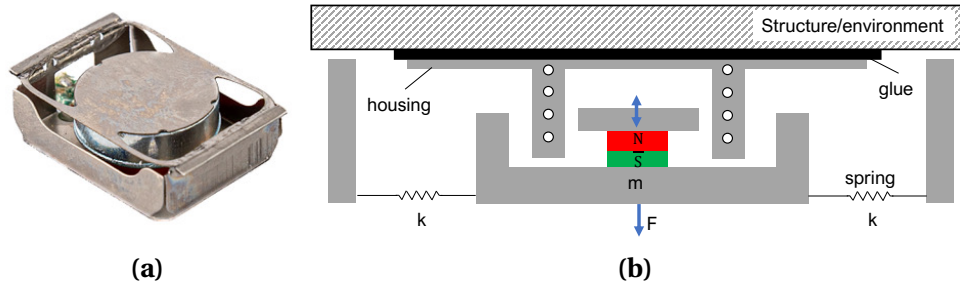 Structure/environment
housing
glue
N
S
m
spring
k
k
F
(a)
(b)